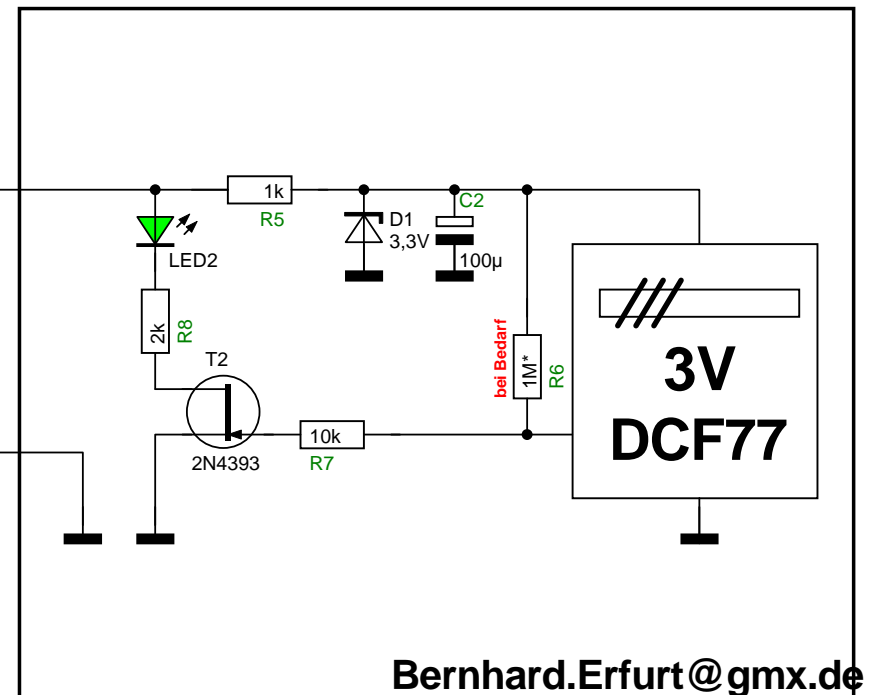 1k
R5
C2
D1
3,3V
100µ
LED2
2k
R8
T2
2N4393
10k
R7
bei Bedarf
1M*
R6
3V
DCF77
Bernhard.Erfurt@gmx.de